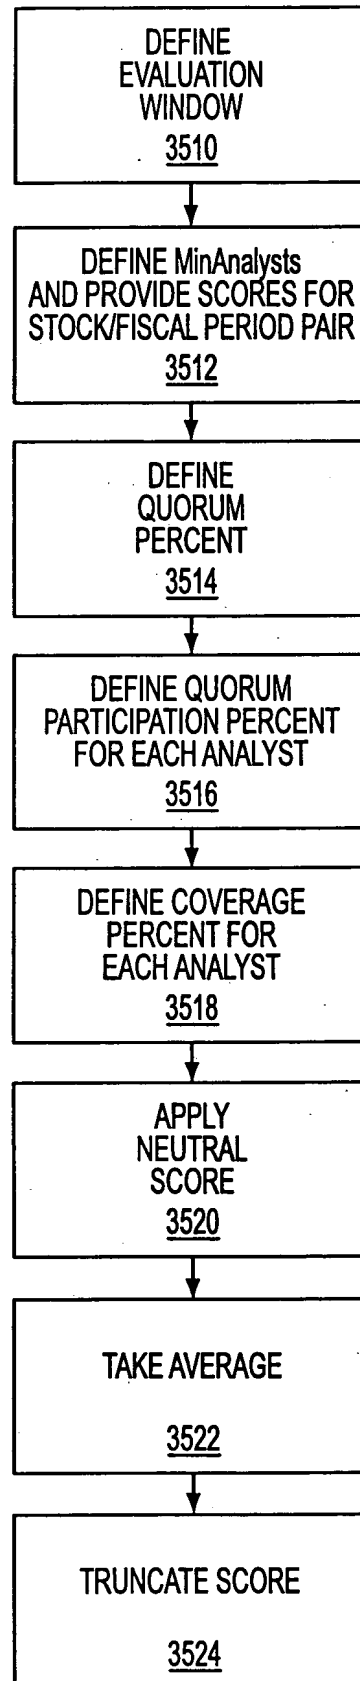 DEFINE
EVALUATION
WINDOW
3510
DEFINE MinAnalysts
AND PROVIDE SCORES FOR
STOCK/FISCAL PERIOD PAIR
3512
DEFINE
QUORUM
PERCENT
3514
DEFINE QUORUM
PARTICIPATION PERCENT
FOR EACH ANALYST
3516
DEFINE COVERAGE
PERCENT FOR
EACH ANALYST
3518
APPLY
NEUTRAL
SCORE
3520
TAKE AVERAGE
3522
TRUNCATE SCORE
3524